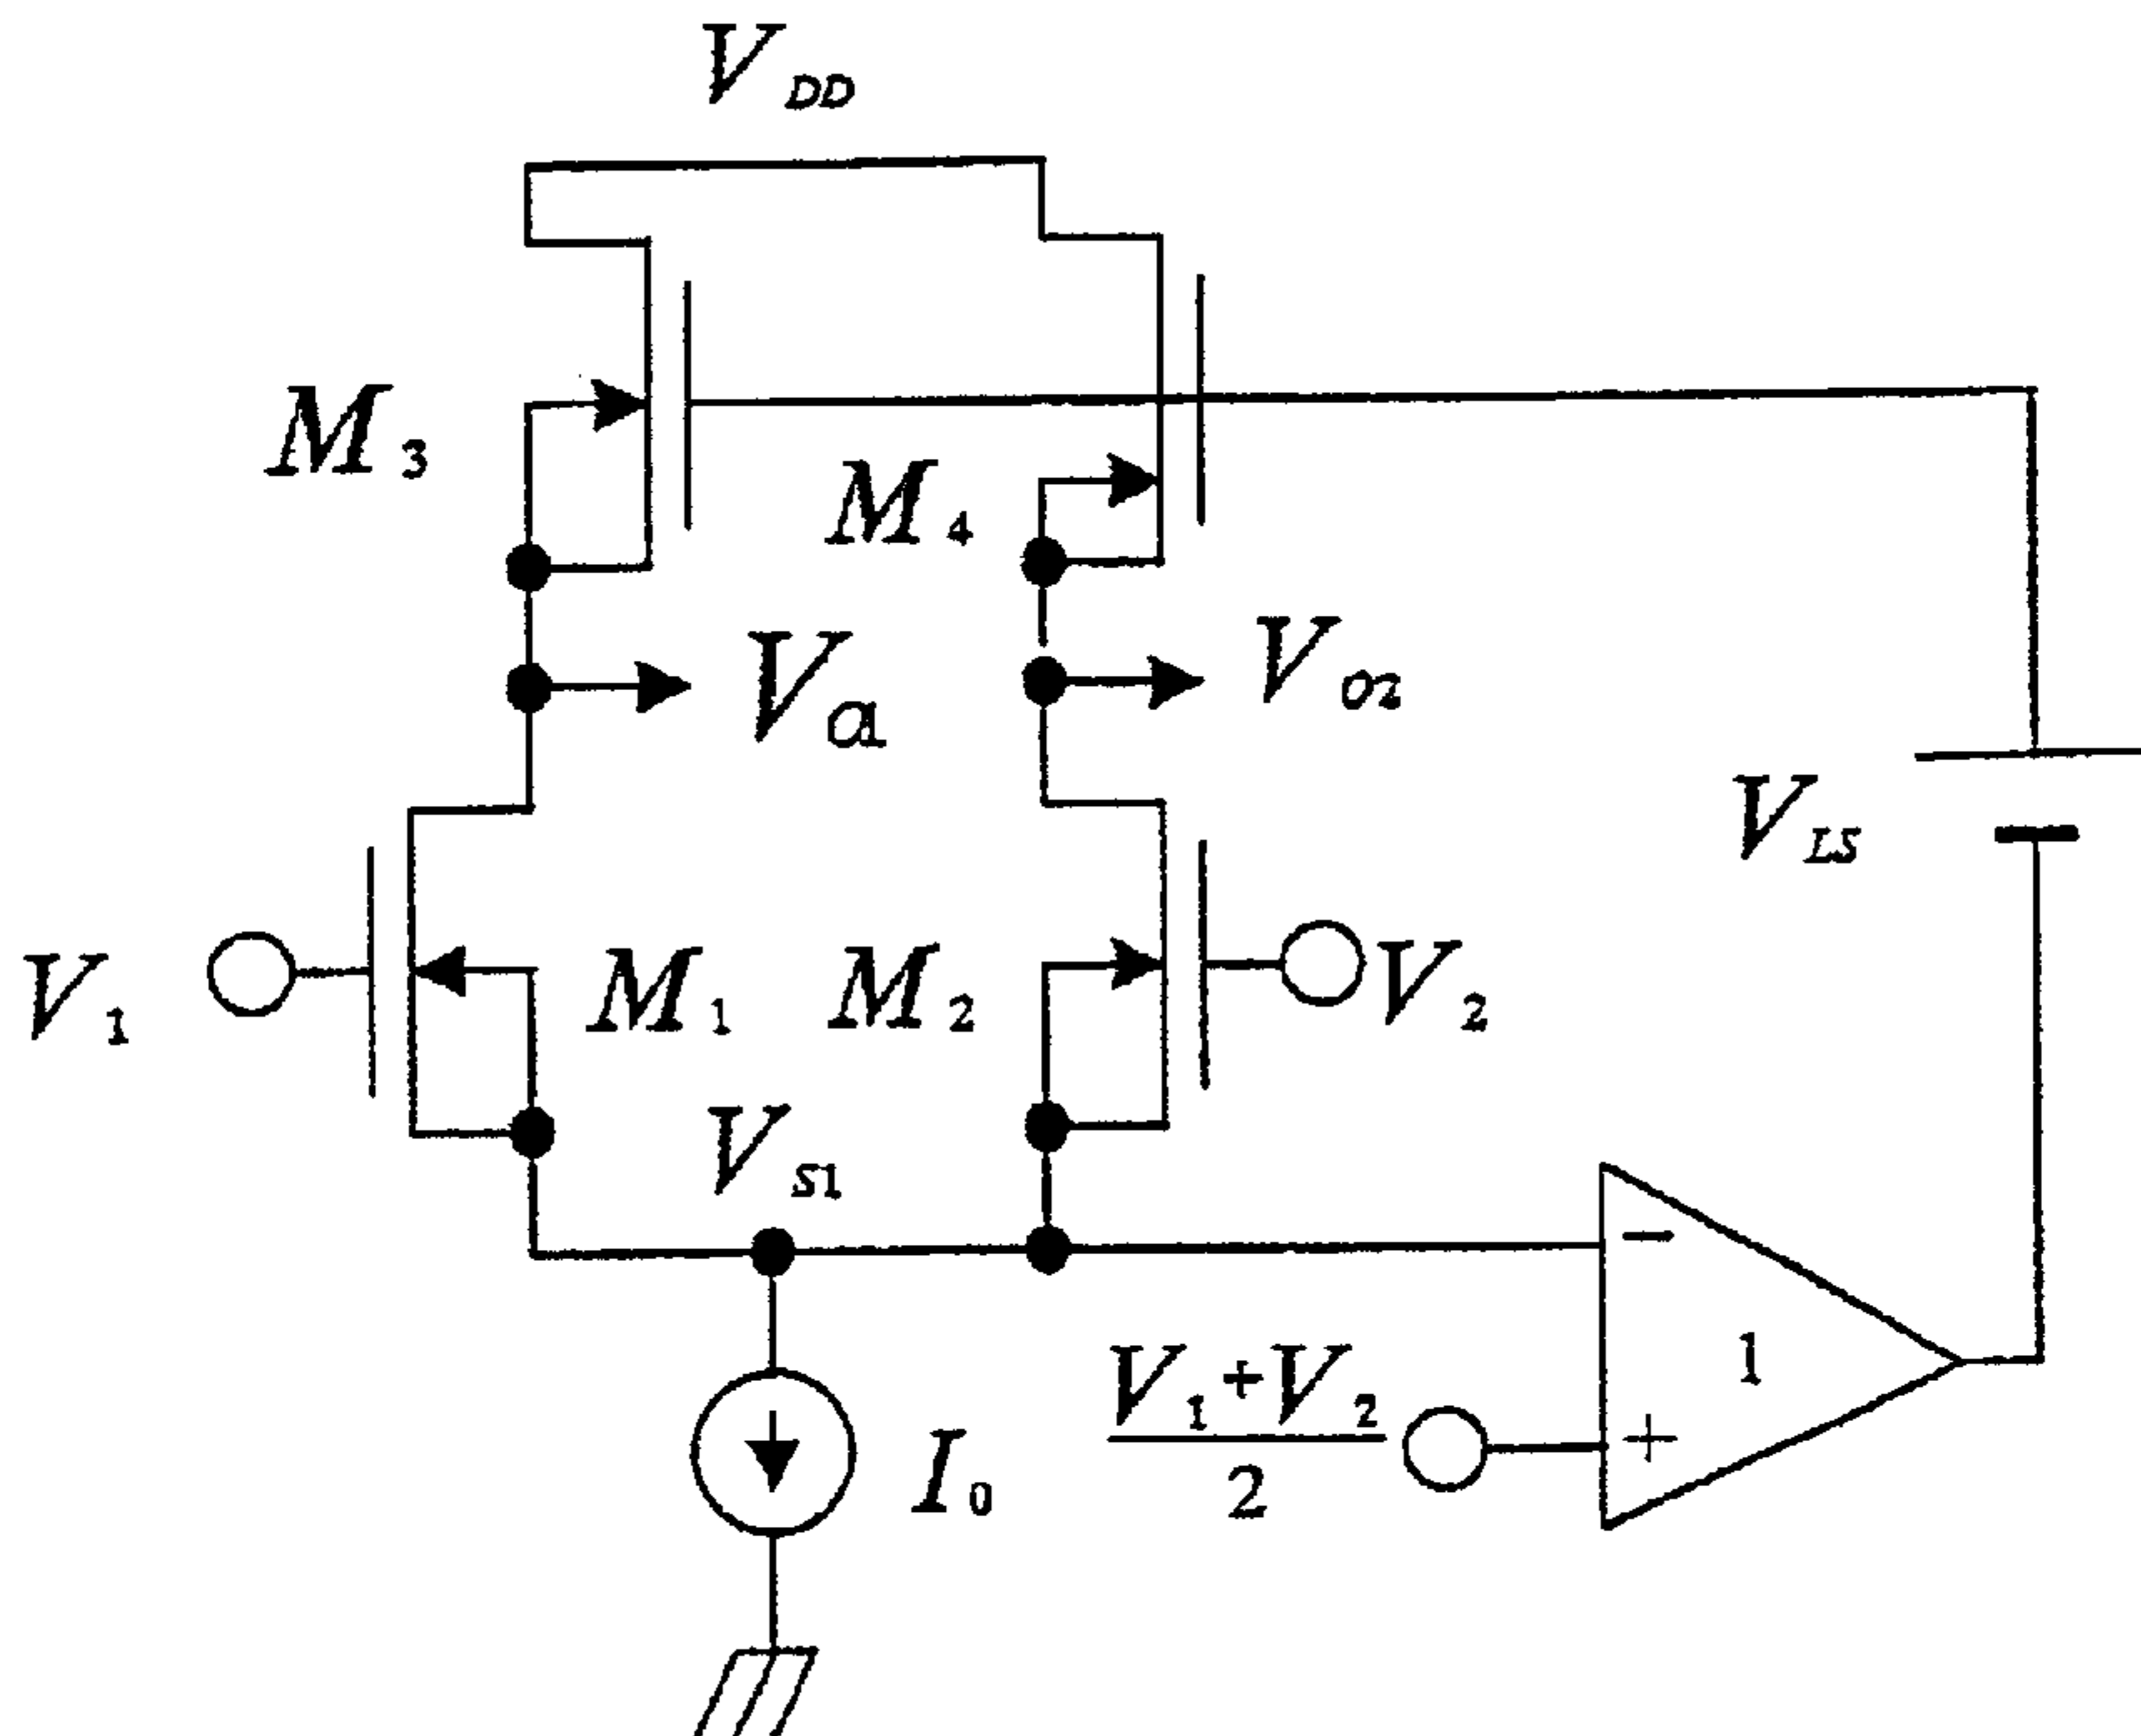 V_DD
M_3
M_4
V_a
V_O2
V_LS
V_1
M_1
M_2
V_2
V_S1
-
V_1+V_2
2
1
+
I_0